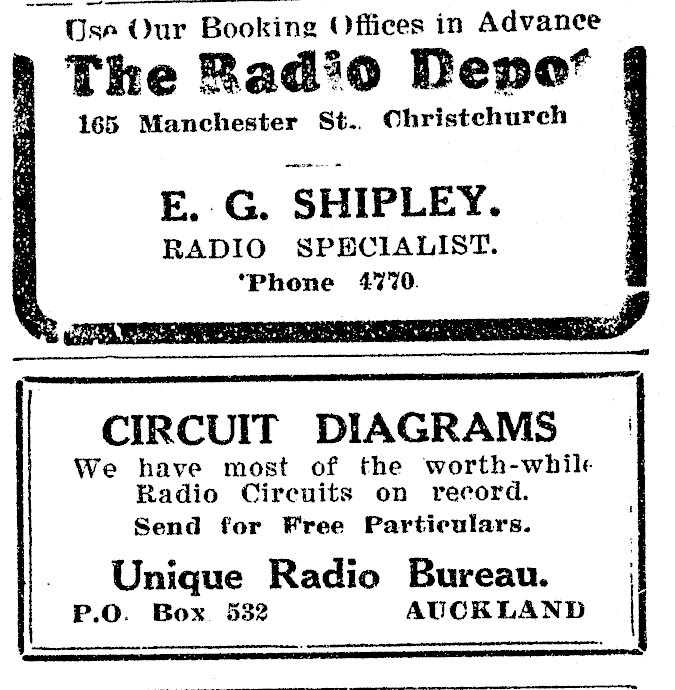 Use Our Booking Offices in Advance
The Radio Depot
165 Manchester St., Christchurch
E. G. SHIPLEY.
RADIO SPECIALIST.
'Phone 4770.
CIRCUIT DIAGRAMS
We have most of the worth-while
Radio Circuits on record.
Send for Free Particulars.
Unique Radio Bureau.
P.O. Box 532 AUCKLAND